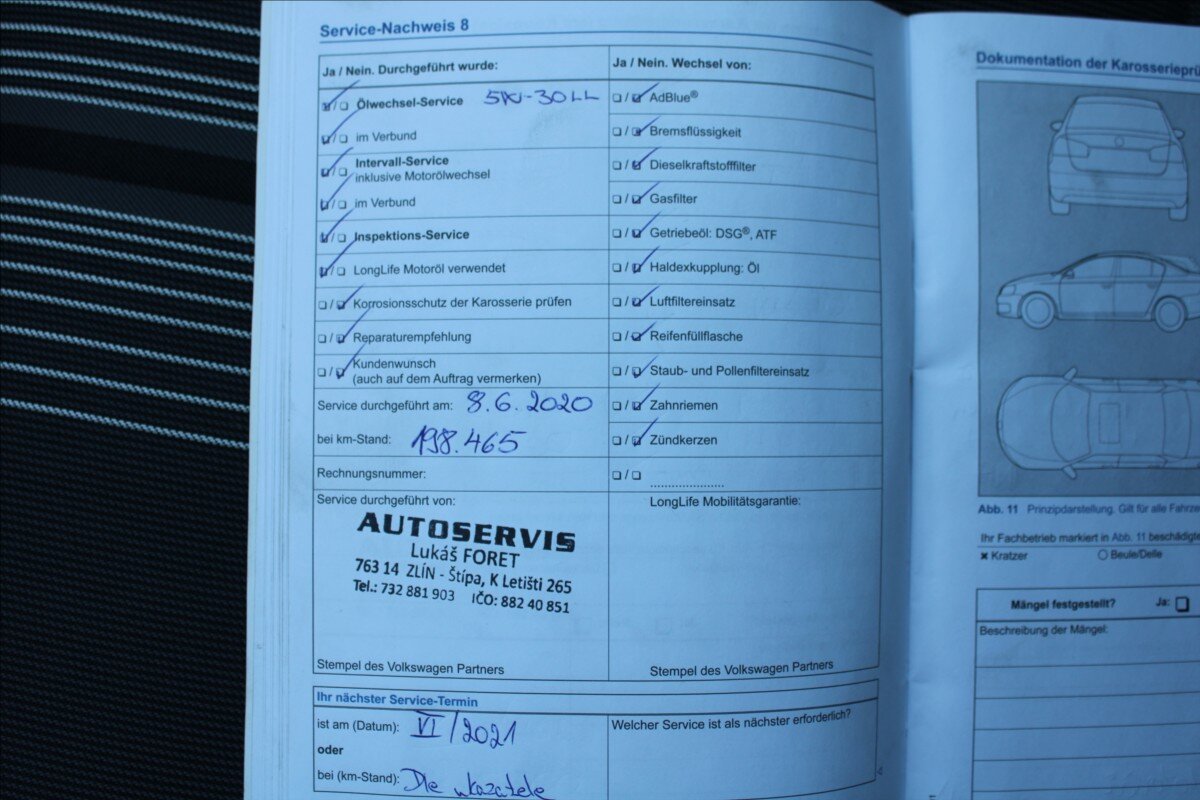 Service-Nachweis 8
Ja / Nein. Durchgeführt wurde:
Ölwechsel-Service 5W-30LL
im Verbund
Intervall-Service
inklusive Motorölwechsel
im Verbund
Inspektions-Service
LongLife Motoröl verwendet
Korrosionsschutz der Karosserie prüfen
Reparaturempfehlung
Kundenwunsch
(auch auf dem Auftrag vermerken)
Service durchgeführt am: 8.6.2020
bei km-Stand: 198.465
Rechnungsnummer:
Service durchgeführt von:
AUTOSERVIS
Lukáš FORET
763 14 ZLÍN - Štípa, K Letišti 265
Tel.: 732 881 903 IČO: 882 40 851
Stempel des Volkswagen Partners
Ja / Nein. Wechsel von:
AdBlue®
Bremsflüssigkeit
Dieselkraftstofffilter
Gasfilter
Getriebeöl: DSG®, ATF
Haldexkupplung: Öl
Luftfiltereinsatz
Reifenfüllflasche
Staub- und Pollenfiltereinsatz
Zahnriemen
Zündkerzen
LongLife Mobilitätsgarantie:
Stempel des Volkswagen Partners
Ihr nächster Service-Termin
ist am (Datum): VI/2021
oder
bei (km-Stand): Dle ukazatele
Welcher Service ist als nächster erforderlich?
Dokumentation der Karosserieprü
Abb. 11 Prinzipdarstellung. Gilt für alle Fahrze
Ihr Fachbetrieb markiert in Abb. 11 beschädigte
Kratzer Beule/Delle
Mängel festgestellt? Ja:
Beschreibung der Mängel: